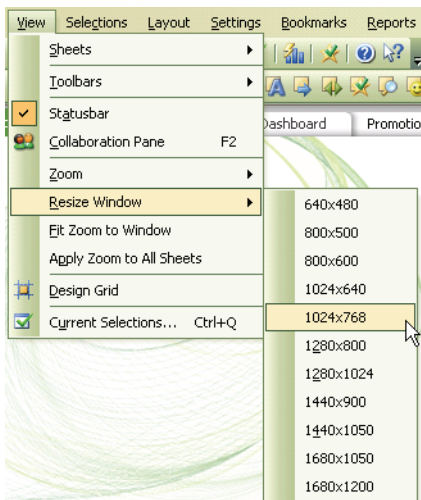 View Selections Layout Settings Bookmarks Reports
Sheets
Toolbars
Statusbar
Collaboration Pane F2
Zoom
Resize Window
Fit Zoom to Window
Apply Zoom to All Sheets
Design Grid
Current Selections... Ctrl+Q
Dashboard Promotio
640x480
800x500
800x600
1024x640
1024x768
1280x800
1280x1024
1440x900
1440x1050
1680x1050
1680x1200